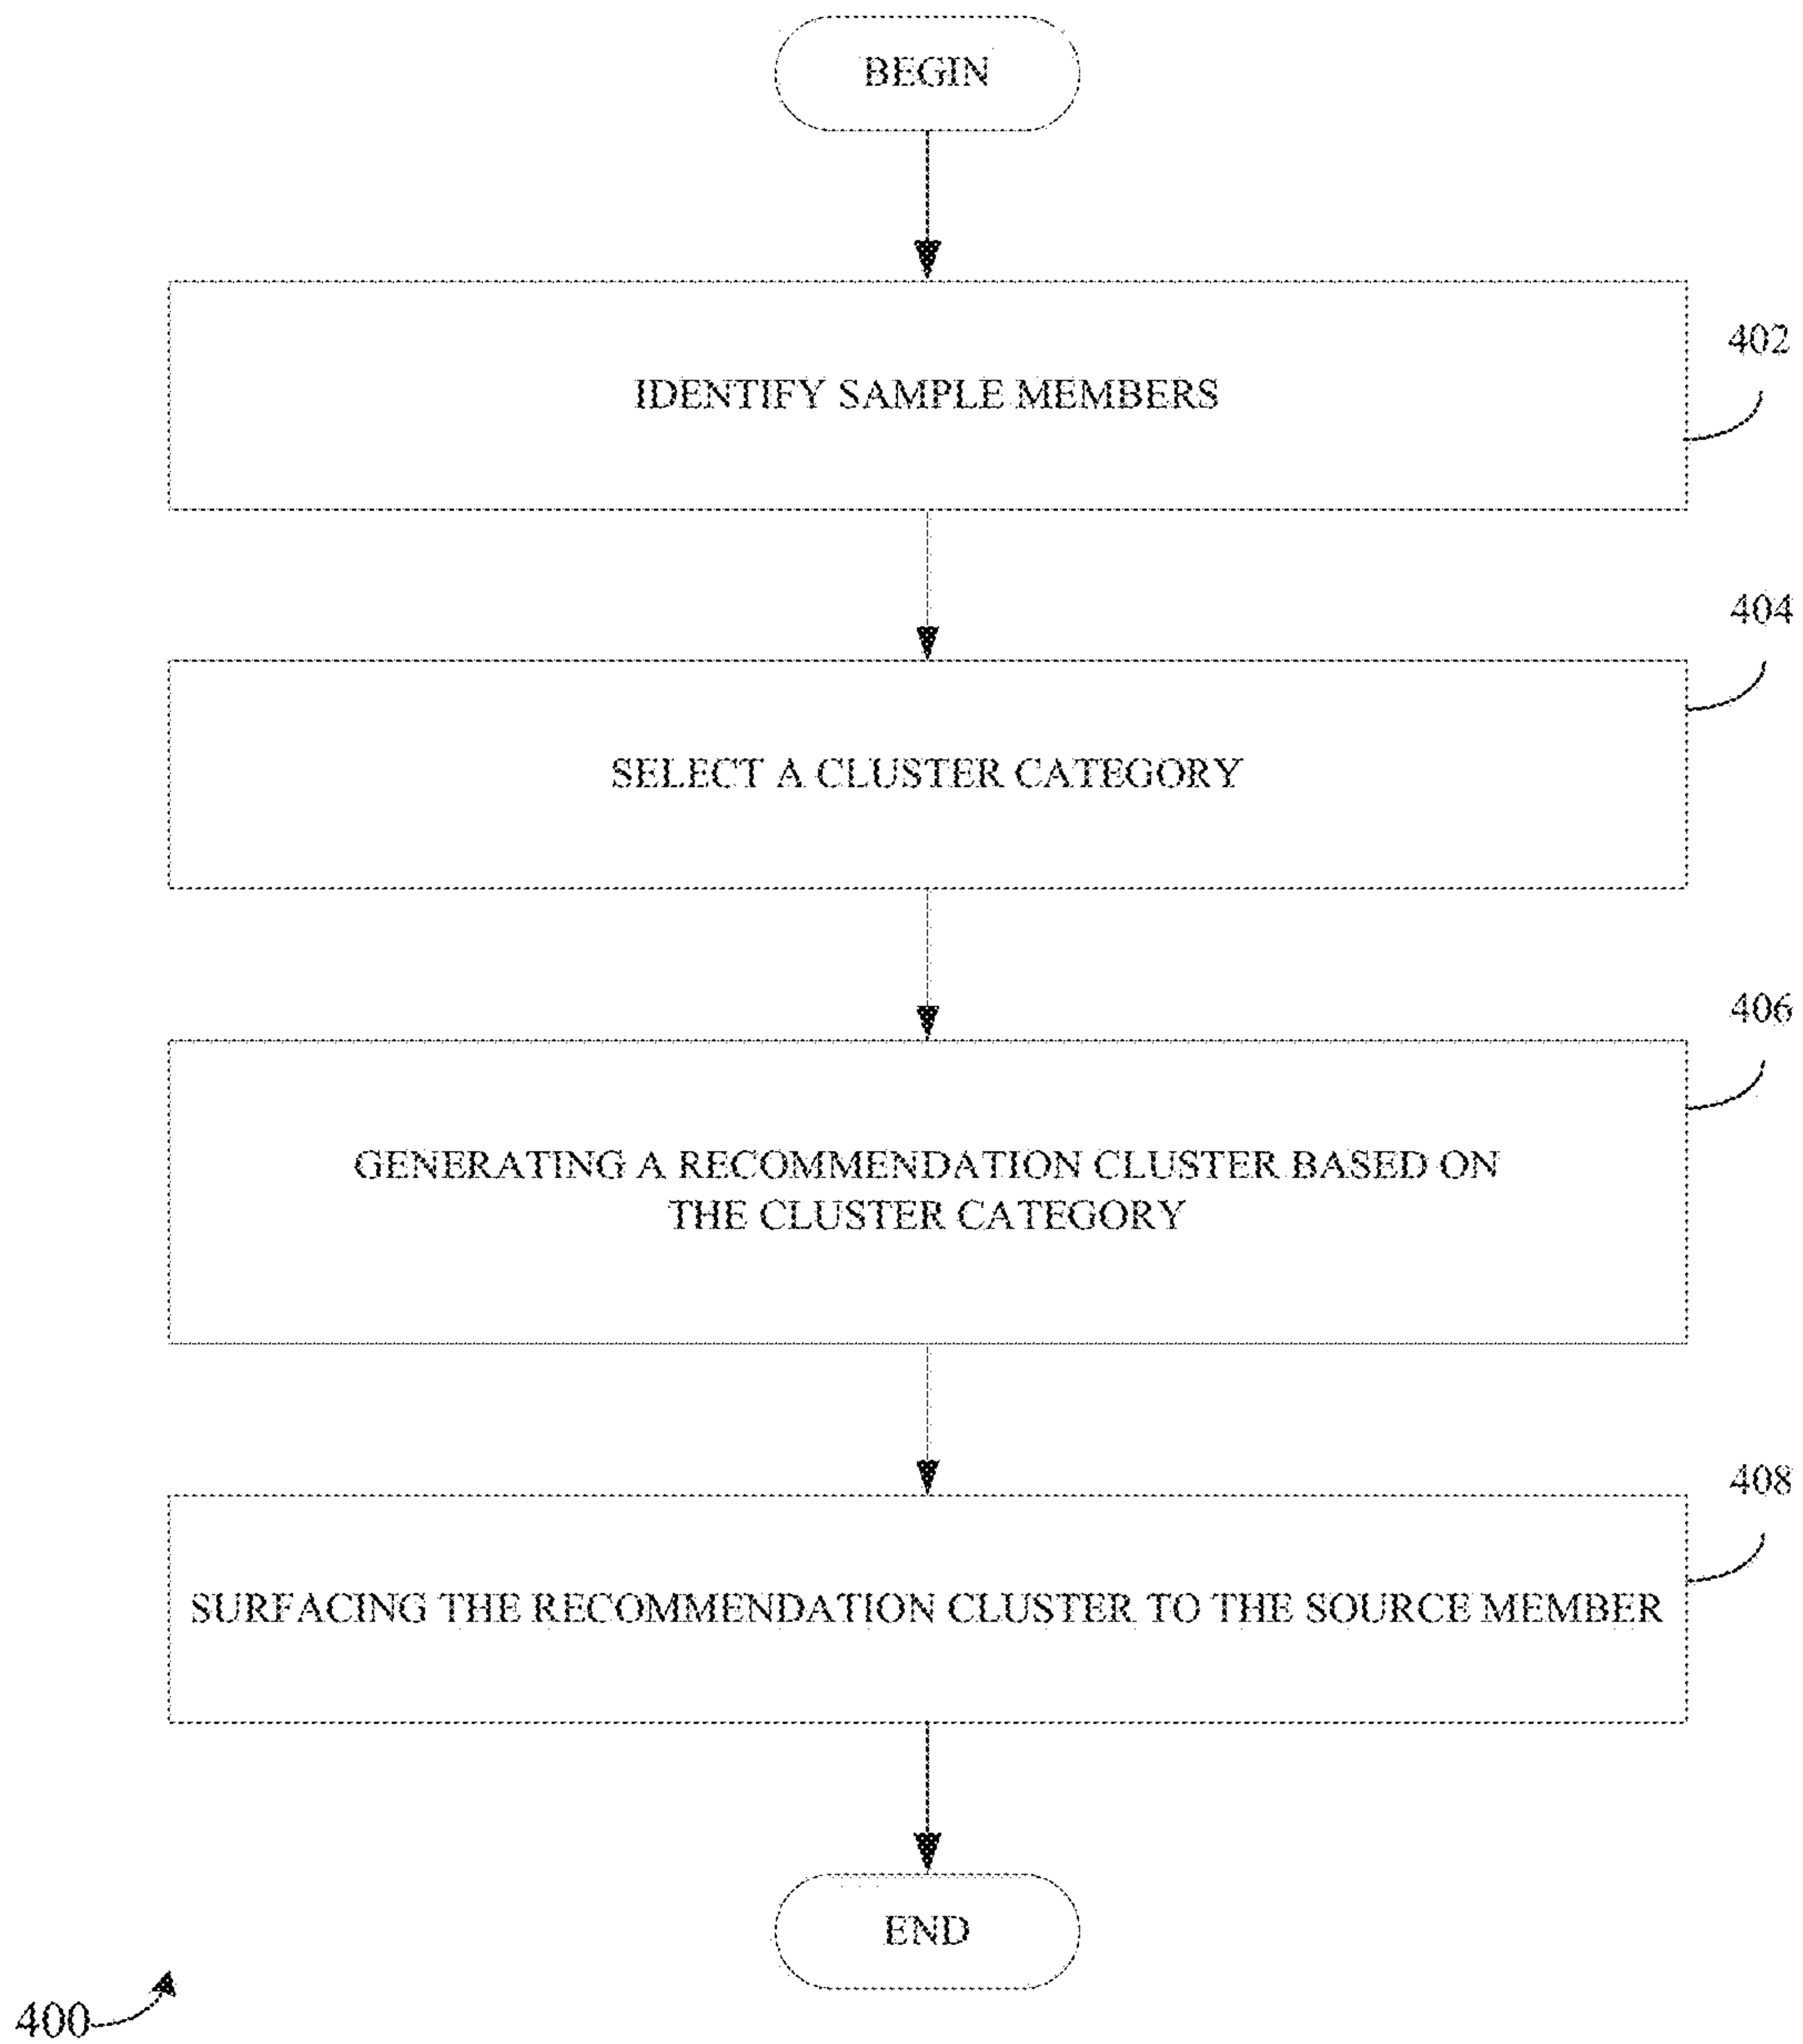 BEGIN
IDENTIFY SAMPLE MEMBERS
402
SELECT A CLUSTER CATEGORY
404
GENERATING A RECOMMENDATION CLUSTER BASED ON
THE CLUSTER CATEGORY
406
SURFACING THE RECOMMENDATION CLUSTER TO THE SOURCE MEMBER
408
END
400